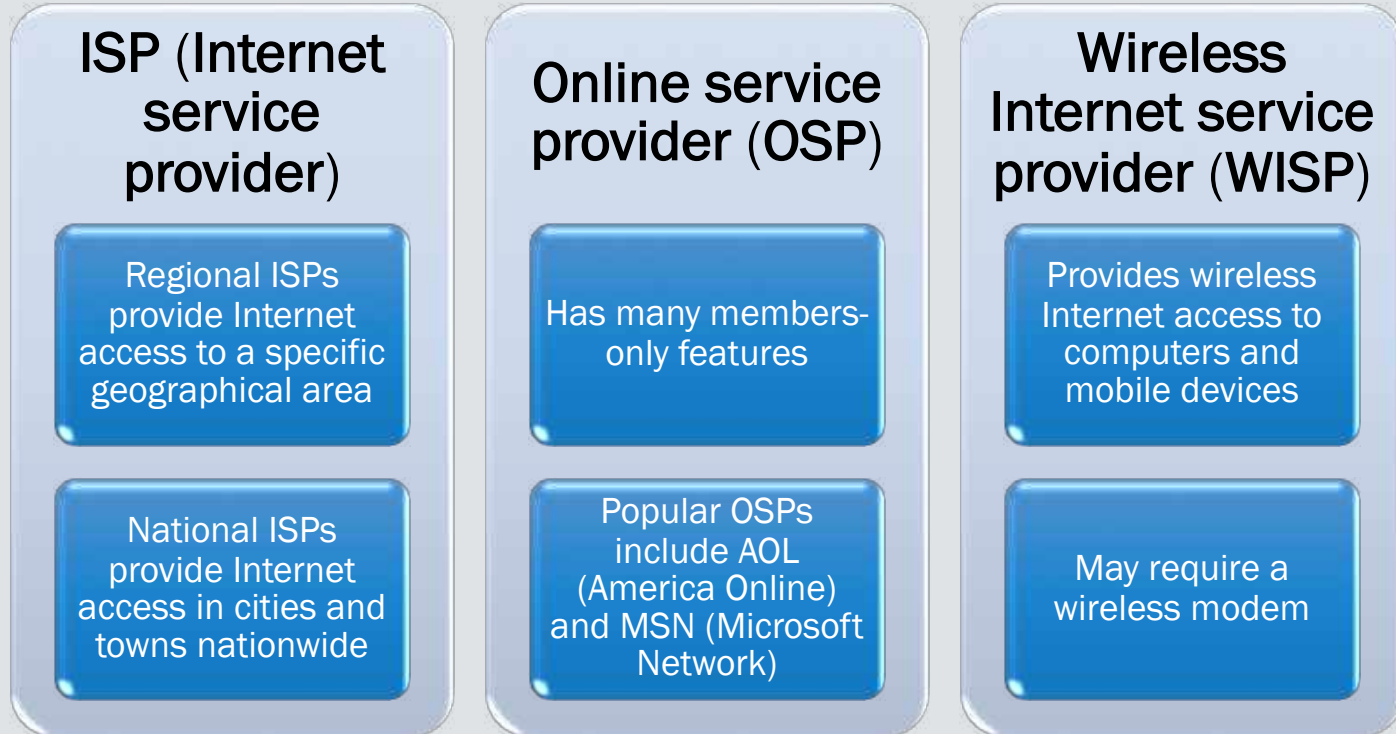 ISP (Internet
service
provider)
Regional ISPs
provide Internet
access to a specific
geographical area
National ISPs
provide Internet
access in cities and
towns nationwide
Online service
provider (OSP)
Has many members-
only features
Popular OSPs
include AOL
(America Online)
and MSN (Microsoft
Network)
Wireless
Internet service
provider (WISP)
Provides wireless
Internet access to
computers and
mobile devices
May require a
wireless modem